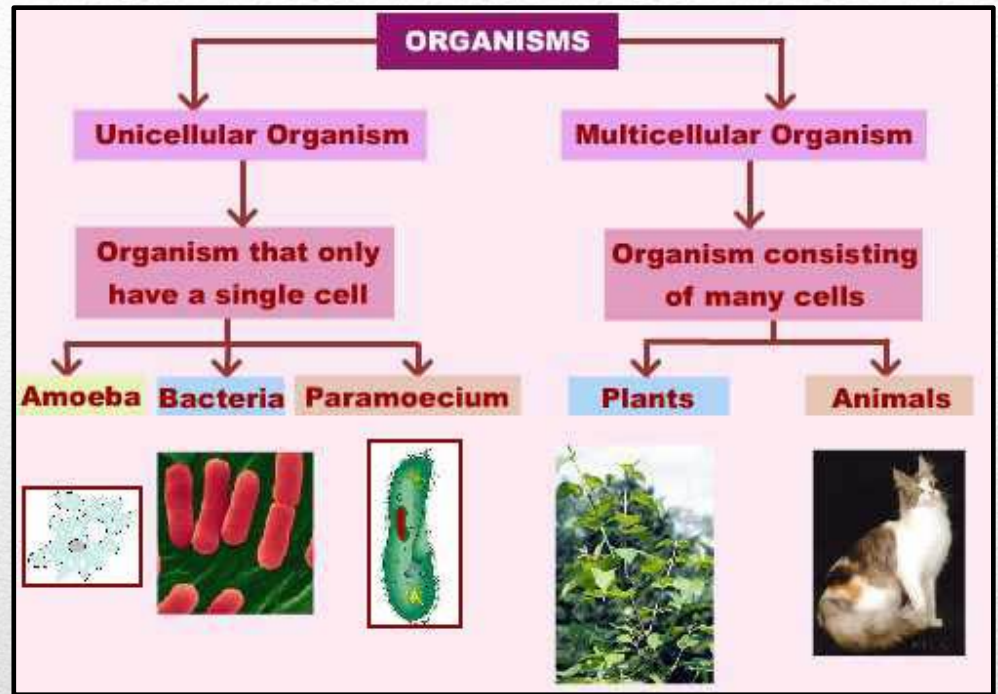 ORGANISMS
Unicellular Organism
Multicellular Organism
Organism that only
have a single cell
Organism consisting
of many cells
Amoeba
Bacteria
Paramoecium
Plants
Animals